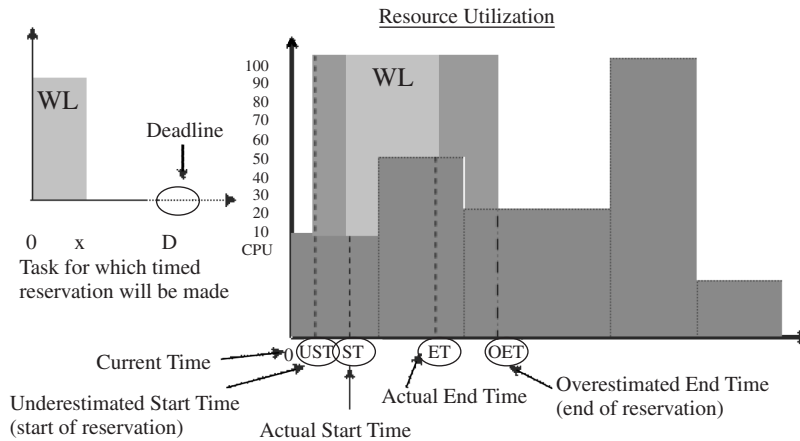 Resource Utilization
WL
Deadline
0 x D
Task for which timed
reservation will be made
100
90
80
70
60
50
40
30
20
10
CPU
WL
0
UST
ST
ET
OET
Current Time
Underestimated Start Time
(start of reservation)
Actual Start Time
Actual End Time
Overestimated End Time
(end of reservation)